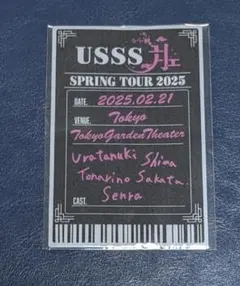 USSS
SPRING TOUR 2025
DATE. 2025.02.21
VENUE. Tokyo
TokyoGardenTheater
Uratanuki Shima
Tonarino Sakata.
CAST. Senra